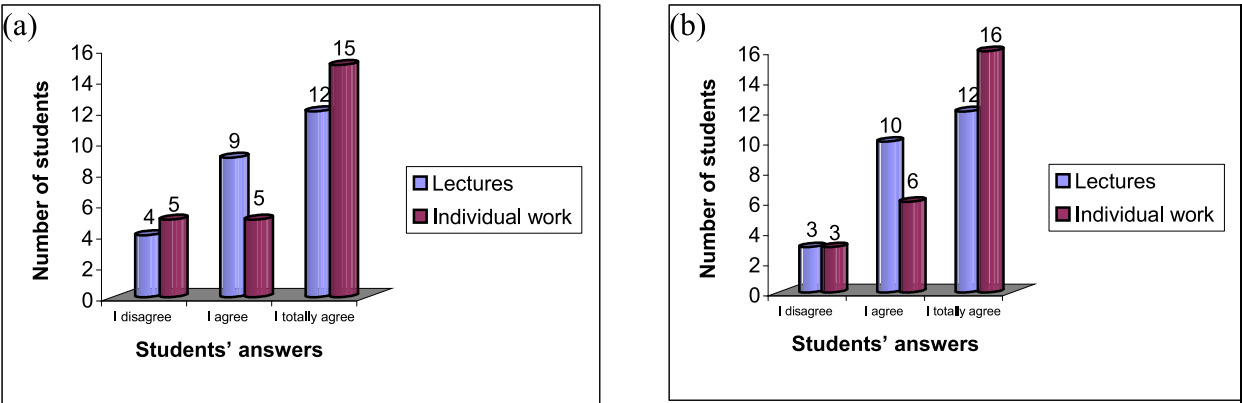 (a)
Number of students
16
14
12
10
8
6
4
2
0
4
5
9
5
12
15
I disagree
I agree
I totally agree
Students’ answers
Lectures
Individual work
(b)
Number of students
16
14
12
10
8
6
4
2
0
3
3
10
6
12
16
I disagree
I agree
I totally agree
Students’ answers
Lectures
Individual work